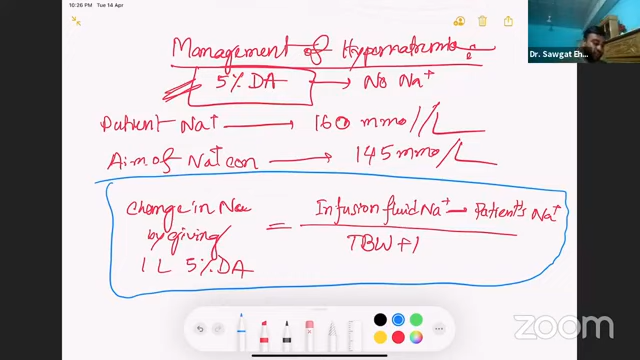 10:26 PM Tue 14 Apr
Dr. Sawgat Eh...
Management of Hypernatremia
5% DA → No Na+
Patient Na+ → 160 mmo//L
Aim of Na+ con → 145 mmo/L
Change in Na
by giving
1 L 5% DA
=
Infusion fluid Na+ - Patient's Na+
TBW + 1
zoom